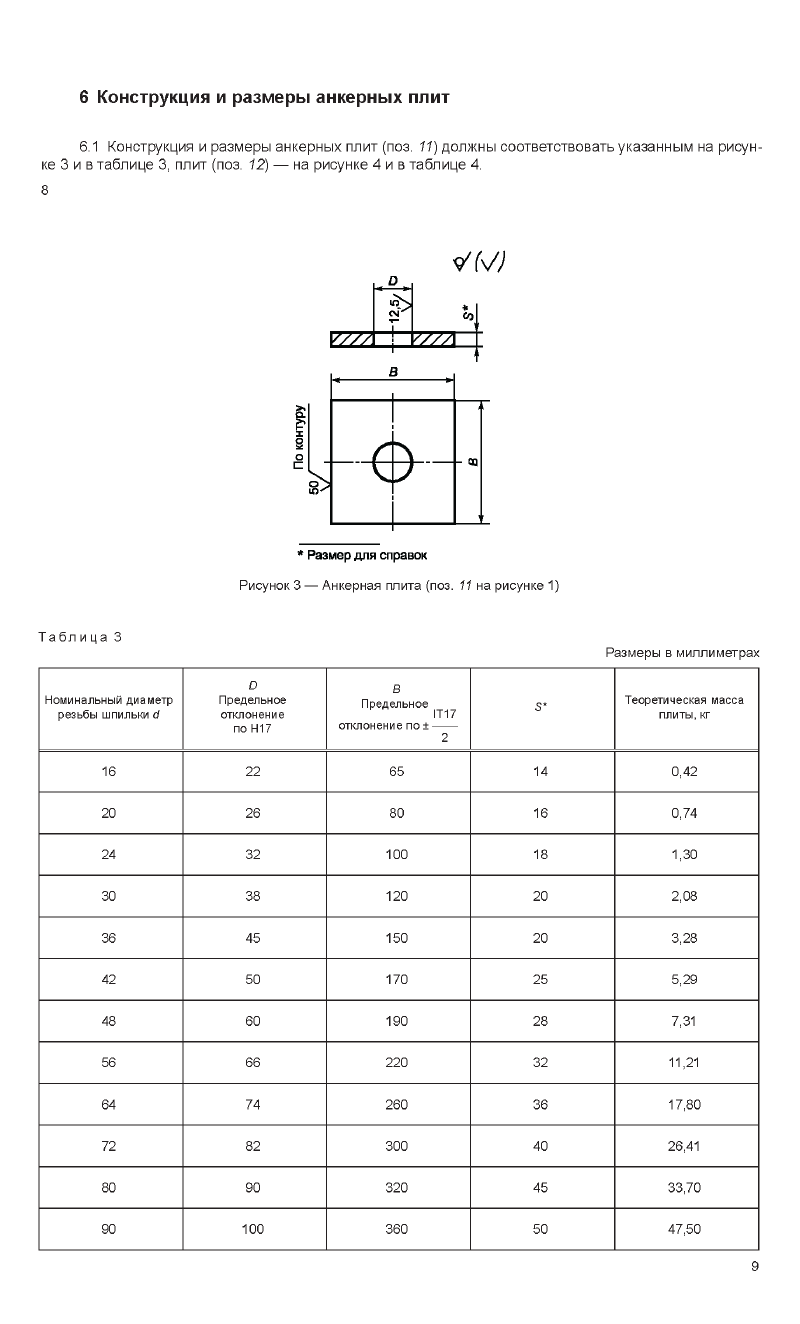 6 Конструкция и размеры анкерных плит
6.1 Конструкция и размеры анкерных плит (поз. 11) должны соответствовать указанным на рисун-
ке 3 и в таблице 3, плит (поз. 12) — на рисунке 4 и в таблице 4.
8
D
12,5
S*
B
По контуру
50
B
* Размер для справок
Рисунок 3 — Анкерная плита (поз. 11 на рисунке 1)
Таблица 3
Размеры в миллиметрах
Номинальный диаметр
резьбы шпильки d
D
Предельное
отклонение
по H17
B
Предельное
отклонение по ± IT17
2
S*
Теоретическая масса
плиты, кг
16 22 65 14 0,42
20 26 80 16 0,74
24 32 100 18 1,30
30 38 120 20 2,08
36 45 150 20 3,28
42 50 170 25 5,29
48 60 190 28 7,31
56 66 220 32 11,21
64 74 260 36 17,80
72 82 300 40 26,41
80 90 320 45 33,70
90 100 360 50 47,50
9